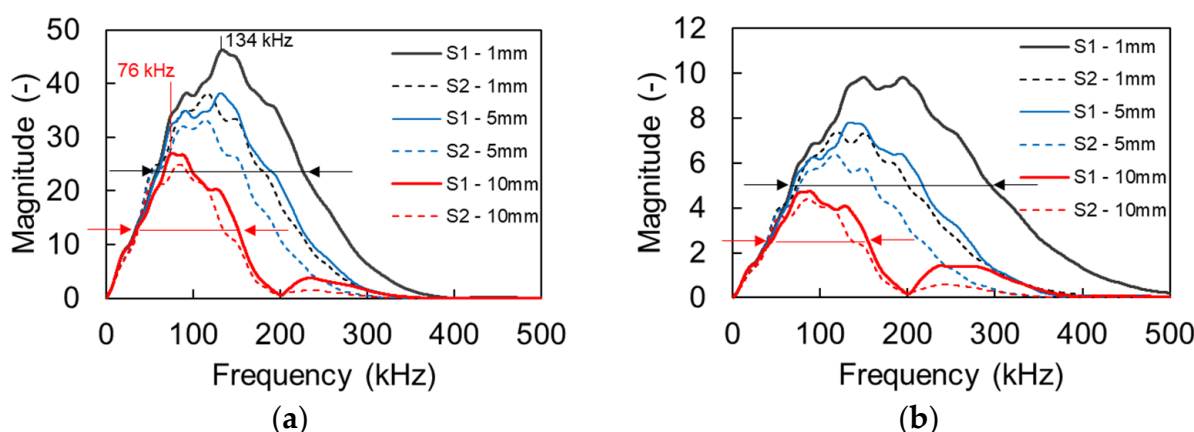 50
40
30
20
10
0
Magnitude (-)
134 kHz
76 kHz
S1 - 1mm
S2 - 1mm
S1 - 5mm
S2 - 5mm
S1 - 10mm
S2 - 10mm
0 100 200 300 400 500
Frequency (kHz)
(a)
12
10
8
6
4
2
0
Magnitude (-)
S1 - 1mm
S2 - 1mm
S1 - 5mm
S2 - 5mm
S1 - 10mm
S2 - 10mm
0 100 200 300 400 500
Frequency (kHz)
(b)